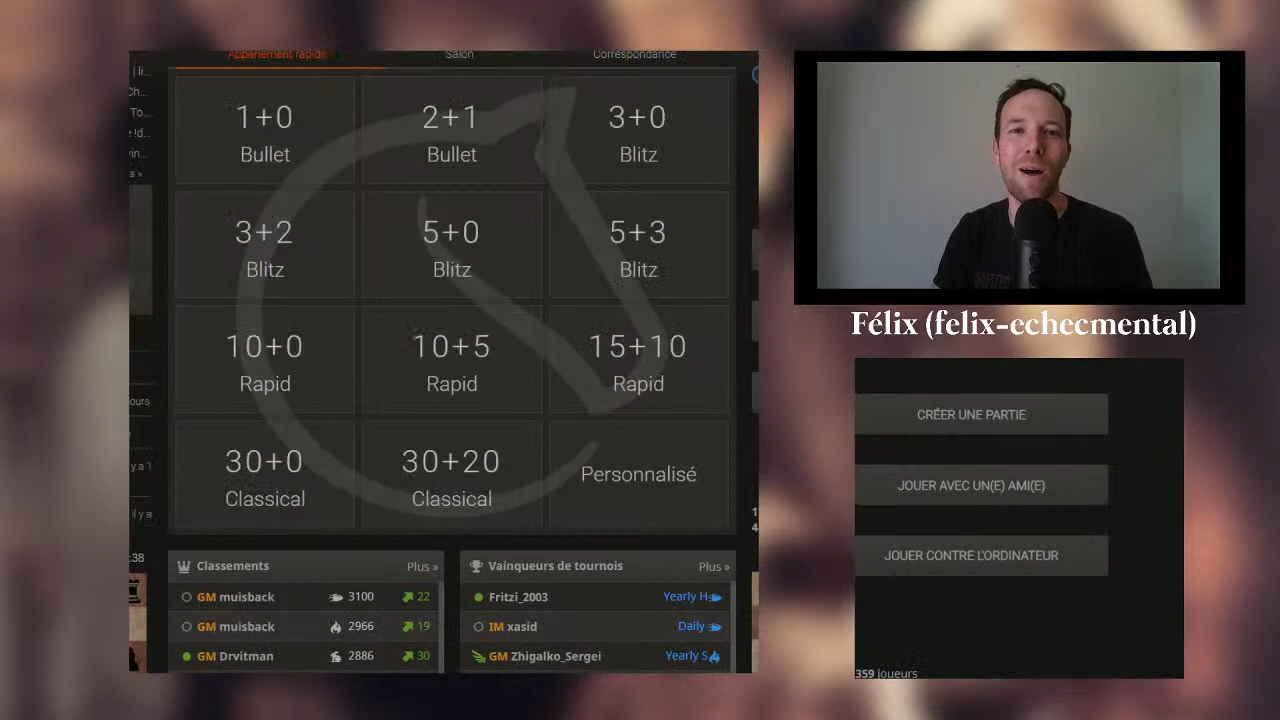 Appariement rapide
Salon
Correspondance
1+0
Bullet
2+1
Bullet
3+0
Blitz
3+2
Blitz
5+0
Blitz
5+3
Blitz
10+0
Rapid
10+5
Rapid
15+10
Rapid
30+0
Classical
30+20
Classical
Personnalisé
Classements
Plus »
GM muisback 3100 22
GM muisback 2966 19
GM Drvitman 2886 30
Vainqueurs de tournois
Plus »
Fritzi_2003 Yearly H
IM xasid Daily
GM Zhigalko_Sergei Yearly S
Félix (felix-echecmental)
CRÉER UNE PARTIE
JOUER AVEC UN(E) AMI(E)
JOUER CONTRE L'ORDINATEUR
359 joueurs